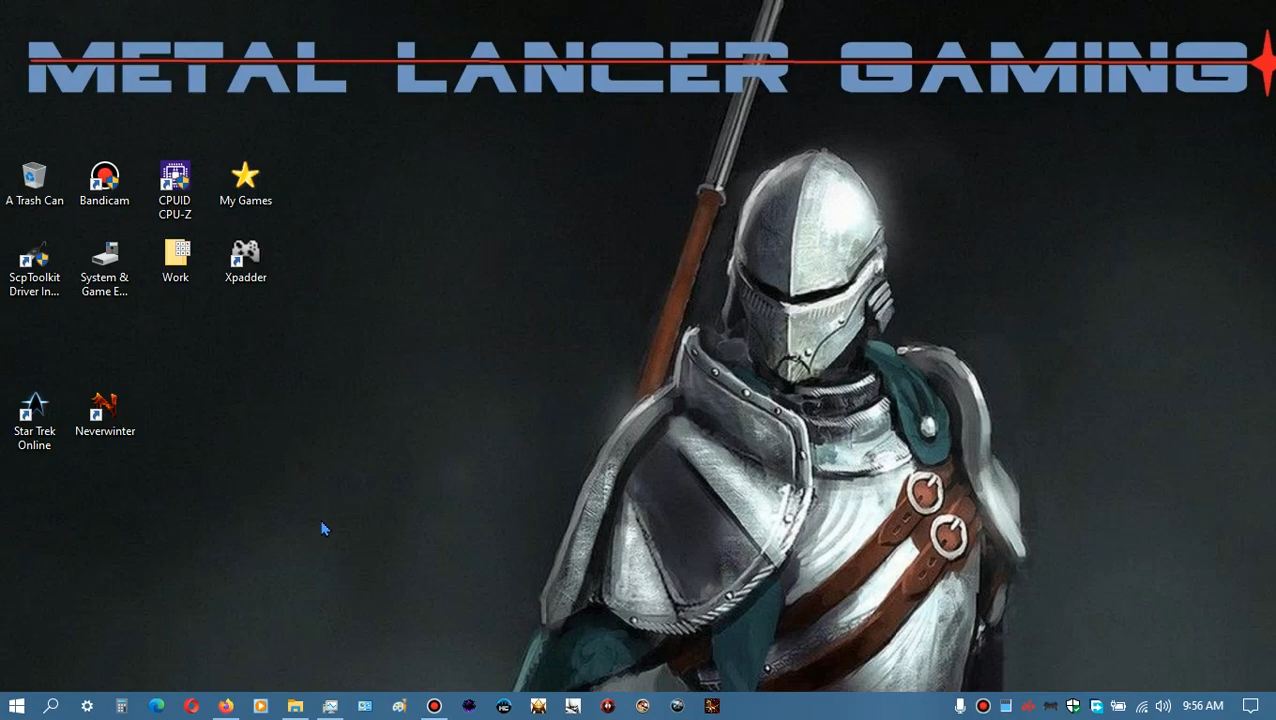 METAL LANCER GAMING
A Trash Can
Bandicam
CPUID
CPU-Z
My Games
ScpToolkit
Driver In...
System &
Game E...
Work
Xpadder
Star Trek
Online
Neverwinter
9:56 AM